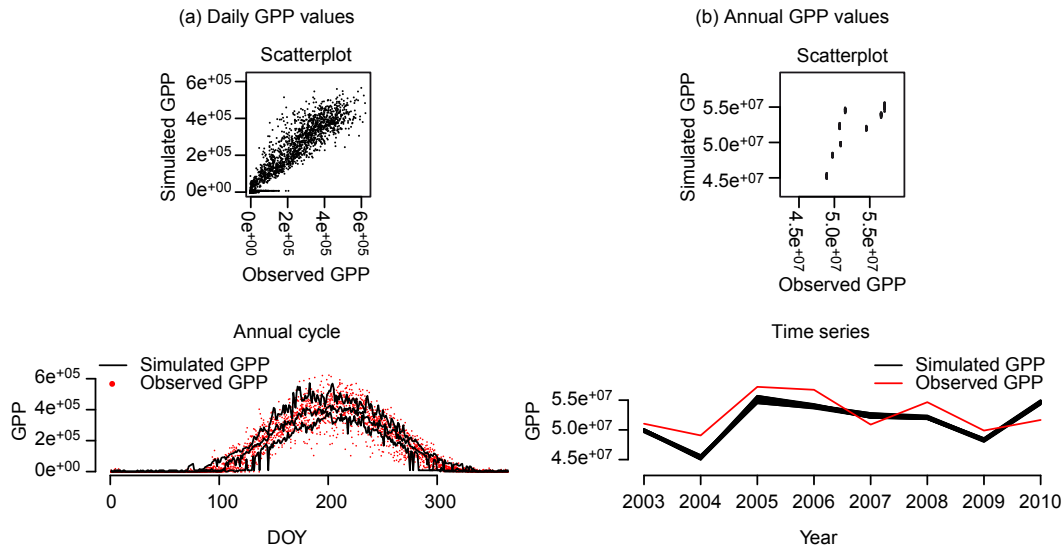 (a) Daily GPP values
Scatterplot
Simulated GPP
6e+05
4e+05
2e+05
0e+00
0e+00
2e+05
4e+05
6e+05
Observed GPP
Annual cycle
Simulated GPP
Observed GPP
GPP
6e+05
4e+05
2e+05
0e+00
0
100
200
300
DOY
(b) Annual GPP values
Scatterplot
Simulated GPP
5.5e+07
5.0e+07
4.5e+07
4.5e+07
5.0e+07
5.5e+07
Observed GPP
Time series
Simulated GPP
Observed GPP
GPP
5.5e+07
5.0e+07
4.5e+07
2003
2004
2005
2006
2007
2008
2009
2010
Year